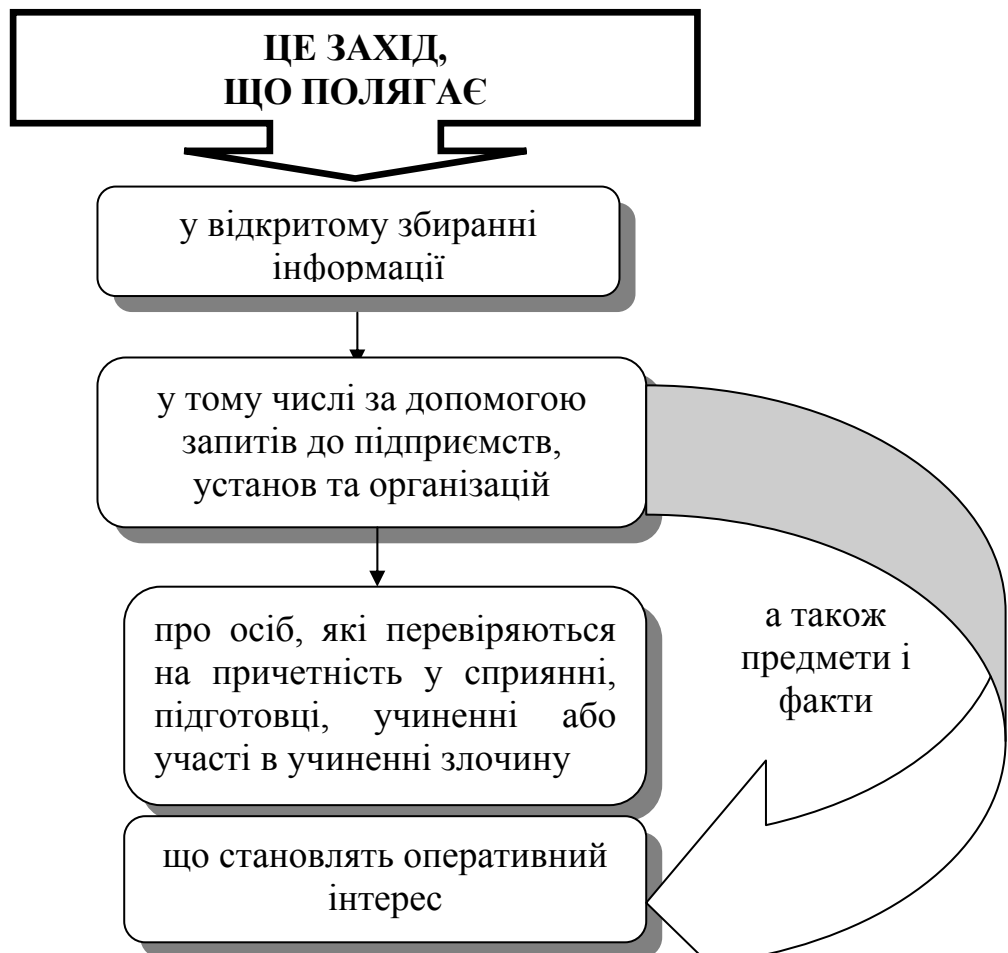 ЦЕ ЗАХІД,
ЩО ПОЛЯГАЄ
у відкритому збиранні
інформації
у тому числі за допомогою
запитів до підприємств,
установ та організацій
про осіб, які перевіряються
на причетність у сприянні,
підготовці, учиненні або
участі в учиненні злочину
а також
предмети і
факти
що становлять оперативний
інтерес